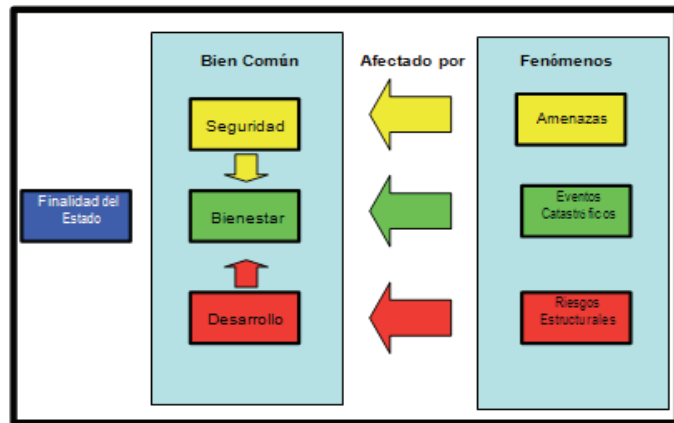 Bien Común
Afectado por
Fenómenos
Seguridad
Amenazas
Finalidad del
Estado
Bienestar
Eventos
Catastróficos
Desarrollo
Riesgos
Estructurales